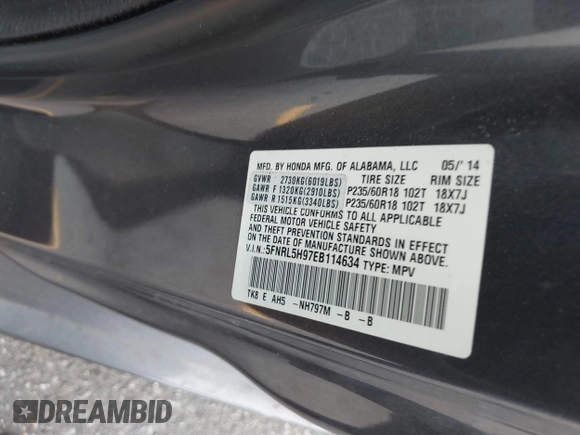 MFD. BY HONDA MFG. OF ALABAMA, LLC 05/'14
GVWR 2730KG(6019LBS) TIRE SIZE RIM SIZE
GAWR F 1320KG(2910LBS) P235/60R18 102T 18X7J
GAWR R 1515KG(3340LBS) P235/60R18 102T 18X7J
THIS VEHICLE CONFORMS TO ALL APPLICABLE
FEDERAL MOTOR VEHICLE SAFETY
AND THEFT PREVENTION STANDARDS IN EFFECT
ON THE DATE OF MANUFACTURE SHOWN ABOVE.
V.I.N.: 5FNRL5H97EB114634 TYPE: MPV
TK8 E AH5 -NH797M -B -B
DREAMBID